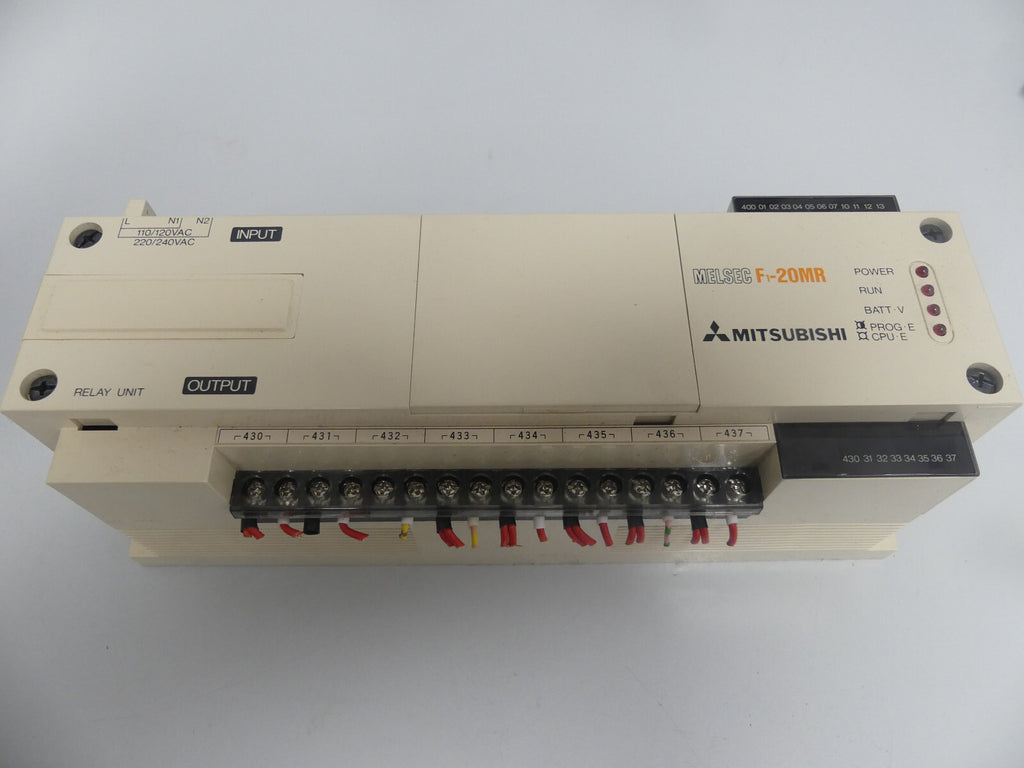 400 01 02 03 04 05 06 07 10 11 12 13
L N1 N2
110/120VAC
220/240VAC
INPUT
MELSEC F1-20MR
MITSUBISHI
POWER
RUN
BATT·V
PROG·E
CPU·E
RELAY UNIT
OUTPUT
430 431 432 433 434 435 436 437
430 31 32 33 34 35 36 37